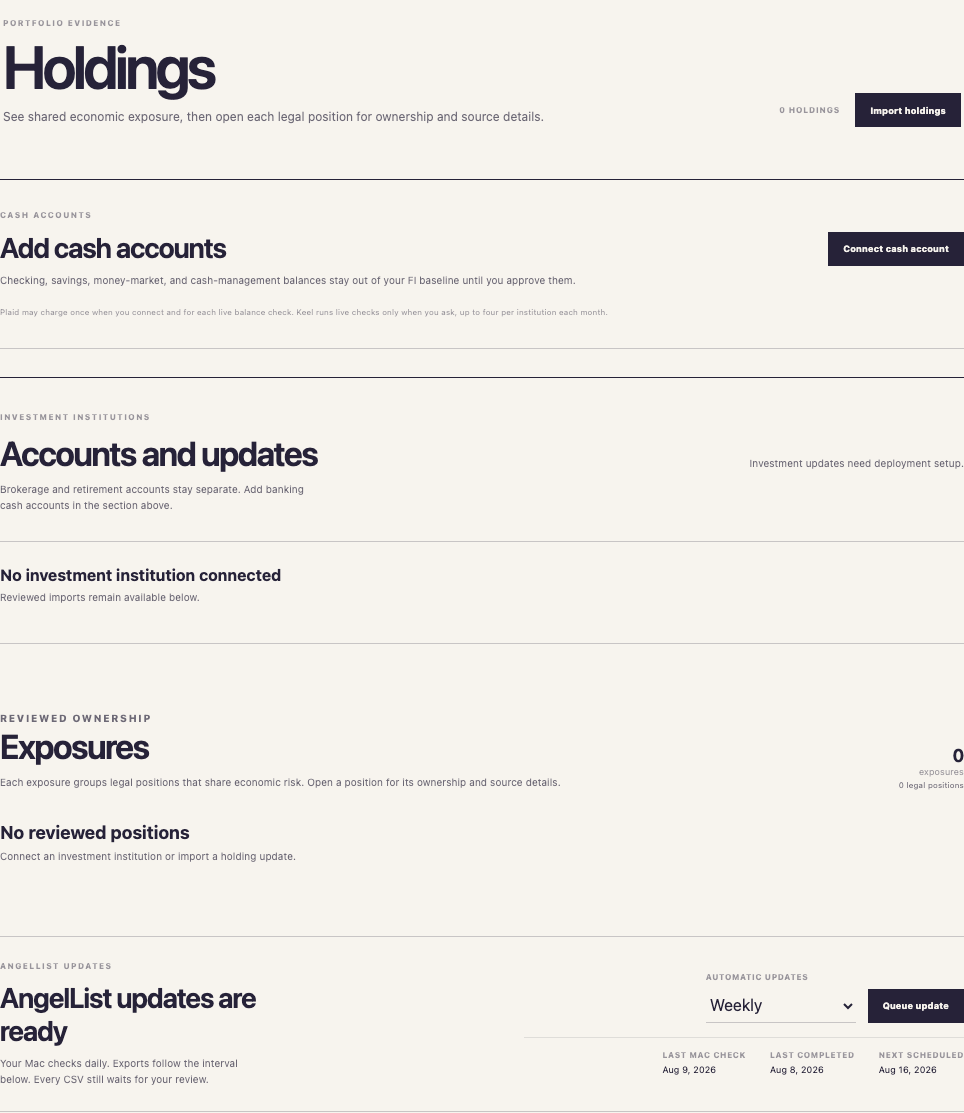 PORTFOLIO EVIDENCE
Holdings
See shared economic exposure, then open each legal position for ownership and source details.
0 HOLDINGS
Import holdings
CASH ACCOUNTS
Add cash accounts
Connect cash account
Checking, savings, money-market, and cash-management balances stay out of your FI baseline until you approve them.
Plaid may charge once when you connect and for each live balance check. Keel runs live checks only when you ask, up to four per institution each month.
INVESTMENT INSTITUTIONS
Accounts and updates
Investment updates need deployment setup.
Brokerage and retirement accounts stay separate. Add banking
cash accounts in the section above.
No investment institution connected
Reviewed imports remain available below.
REVIEWED OWNERSHIP
Exposures
Each exposure groups legal positions that share economic risk. Open a position for its ownership and source details.
0
exposures
0 legal positions
No reviewed positions
Connect an investment institution or import a holding update.
ANGELLIST UPDATES
AngelList updates are
ready
Your Mac checks daily. Exports follow the interval
below. Every CSV still waits for your review.
AUTOMATIC UPDATES
Weekly
Queue update
LAST MAC CHECK
Aug 9, 2026
LAST COMPLETED
Aug 8, 2026
NEXT SCHEDULED
Aug 16, 2026